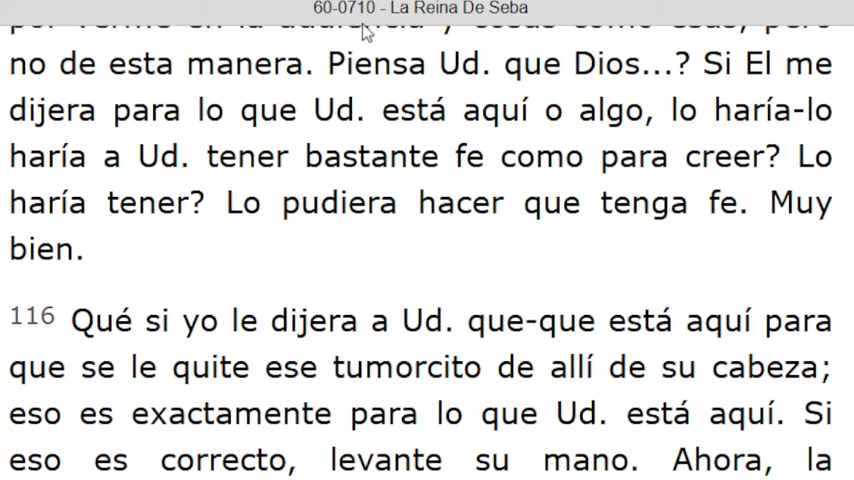 60-0710 - La Reina De Seba
no de esta manera. Piensa Ud. que Dios...? Si El me
dijera para lo que Ud. está aquí o algo, lo haría-lo
haría a Ud. tener bastante fe como para creer? Lo
haría tener? Lo pudiera hacer que tenga fe. Muy
bien.
116 Qué si yo le dijera a Ud. que-que está aquí para
que se le quite ese tumorcito de allí de su cabeza;
eso es exactamente para lo que Ud. está aquí. Si
eso es correcto, levante su mano. Ahora, la